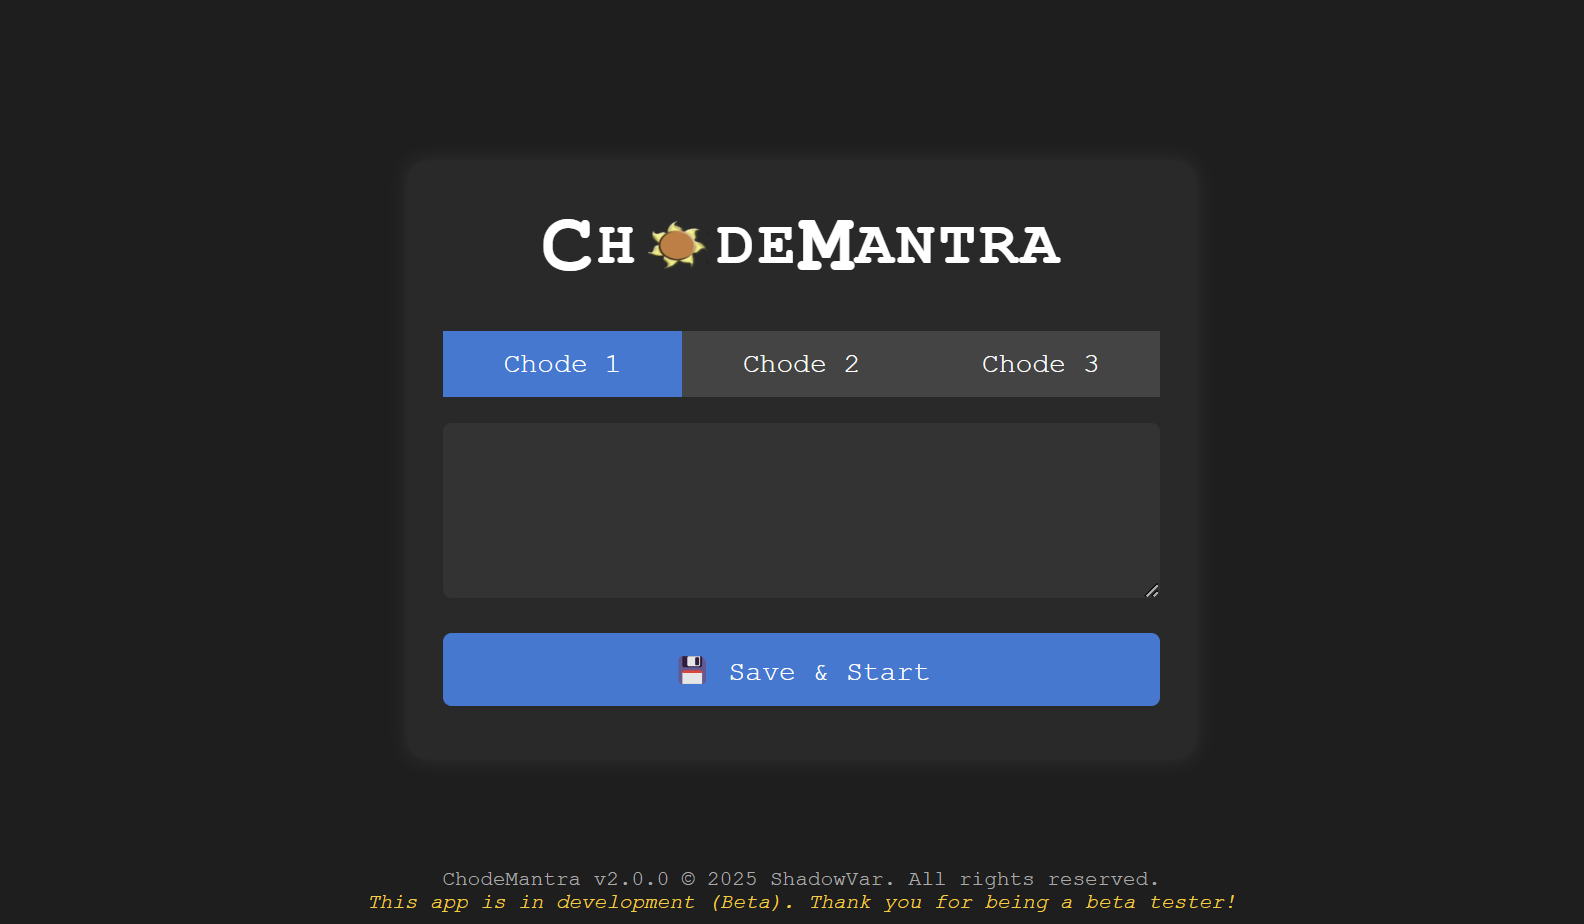 Ch🌞deMantra
Chode 1 Chode 2 Chode 3
💾 Save & Start
ChodeMantra v2.0.0 © 2025 ShadowVar. All rights reserved.
This app is in development (Beta). Thank you for being a beta tester!